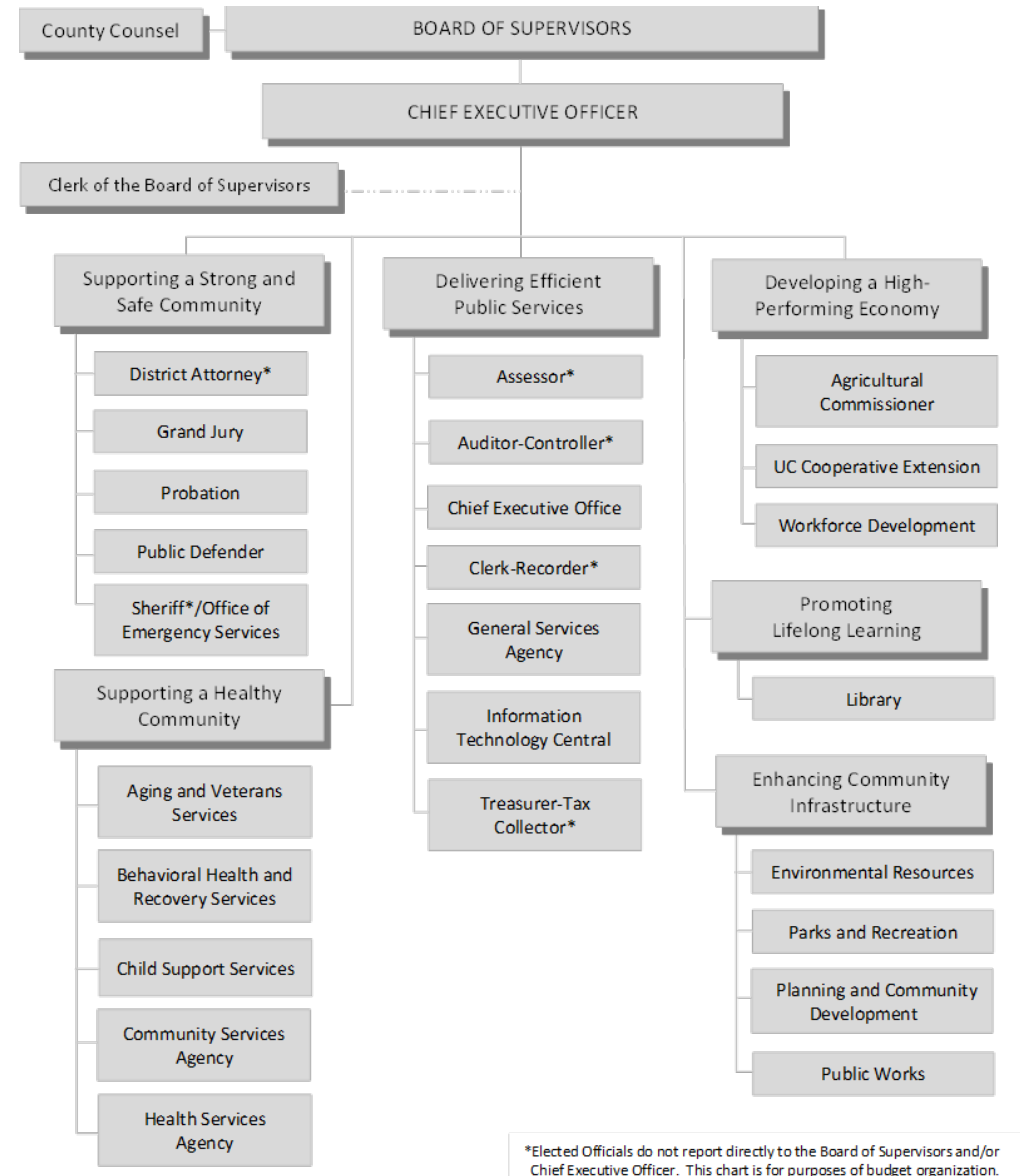 County Counsel
BOARD OF SUPERVISORS
CHIEF EXECUTIVE OFFICER
Clerk of the Board of Supervisors
Supporting a Strong and
Safe Community
District Attorney*
Grand Jury
Probation
Public Defender
Sheriff*/Office of
Emergency Services
Supporting a Healthy
Community
Aging and Veterans
Services
Behavioral Health and
Recovery Services
Child Support Services
Community Services
Agency
Health Services
Agency
Delivering Efficient
Public Services
Assessor*
Auditor-Controller*
Chief Executive Office
Clerk-Recorder*
General Services
Agency
Information
Technology Central
Treasurer-Tax
Collector*
Developing a High-
Performing Economy
Agricultural
Commissioner
UC Cooperative Extension
Workforce Development
Promoting
Lifelong Learning
Library
Enhancing Community
Infrastructure
Environmental Resources
Parks and Recreation
Planning and Community
Development
Public Works
*Elected Officials do not report directly to the Board of Supervisors and/or
Chief Executive Officer. This chart is for purposes of budget organization.